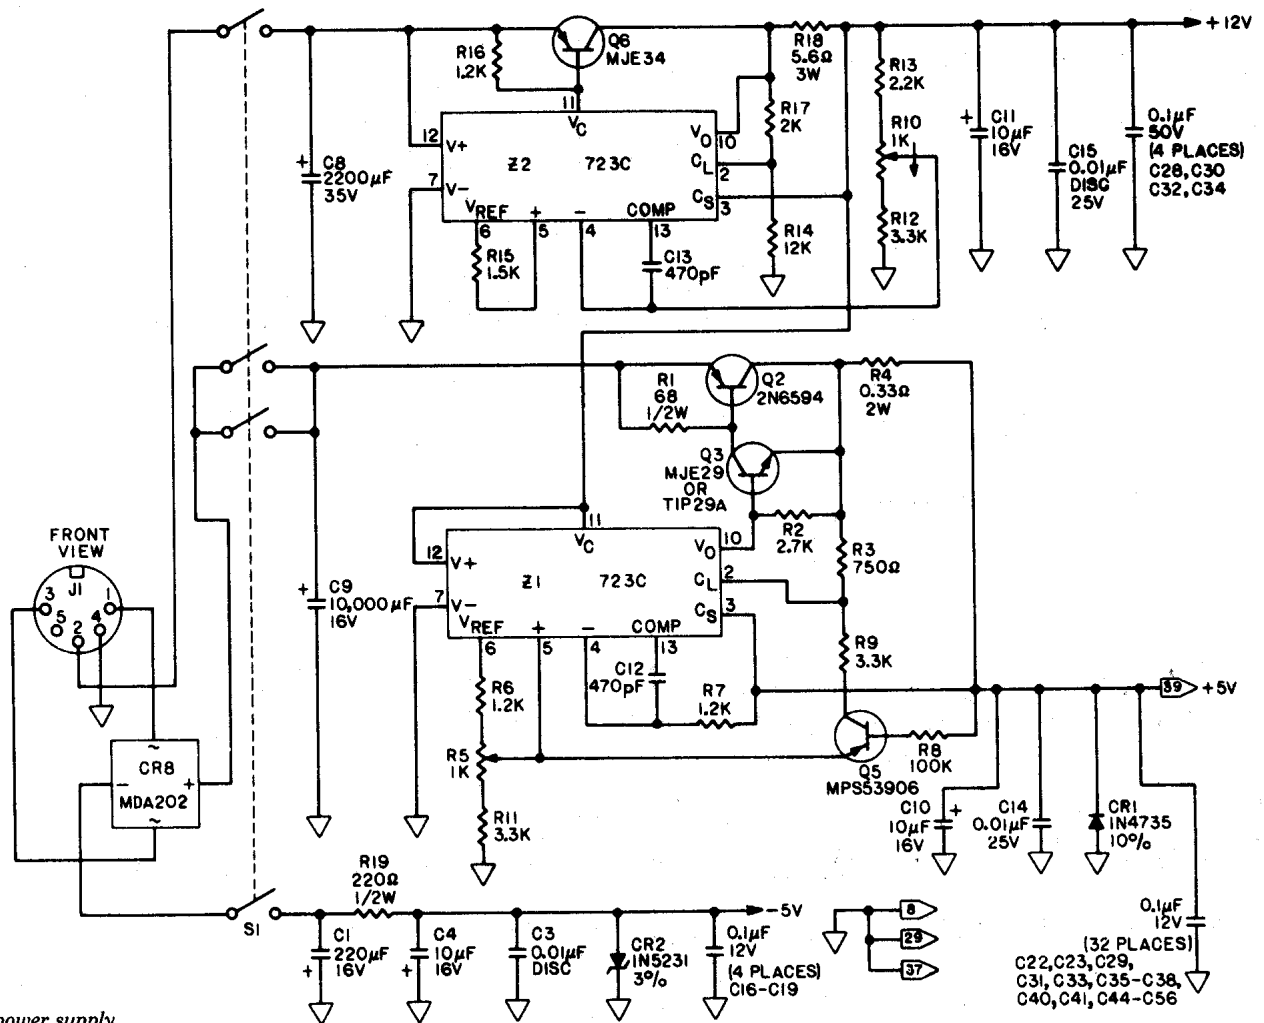 +12V
R16
1.2K
Q6
MJE34
R18
5.6Ω
3W
R13
2.2K
R10
1K
R12
3.3K
C11
10µF
16V
+
C15
0.01µF
DISC
25V
0.1µF
50V
(4 PLACES)
C28, C30
C32, C34
+
C8
2200µF
35V
11
VC
12
V+
7
V-
Z2
723C
VO
10
CL
2
CS
3
VREF
+
-
COMP
6
5
4
13
R17
2K
R14
12K
R15
1.5K
C13
470pF
R1
68
1/2W
Q2
2N6594
R4
0.33Ω
2W
Q3
MJE29
OR
TIP29A
R2
2.7K
R3
750Ω
R9
3.3K
11
VC
12
V+
7
V-
Z1
723C
VO
10
CL
2
CS
3
VREF
+
-
COMP
6
5
4
13
FRONT
VIEW
J1
3
1
5
2
4
+
C9
10,000µF
16V
R6
1.2K
C12
470pF
R7
1.2K
R5
1K
R11
3.3K
Q5
MPS53906
R8
100K
39
+5V
~
CR8
-
+
MDA202
~
C10
10µF
16V
+
C14
0.01µF
25V
CR1
1N4735
10%
0.1µF
12V
(32 PLACES)
C22, C23, C29,
C31, C33, C35-C38,
C40, C41, C44-C56
S1
R19
220Ω
1/2W
-5V
C1
220µF
16V
+
C4
10µF
16V
+
C3
0.01µF
DISC
CR2
1N5231
3%
0.1µF
12V
(4 PLACES)
C16-C19
8
29
37
power supply